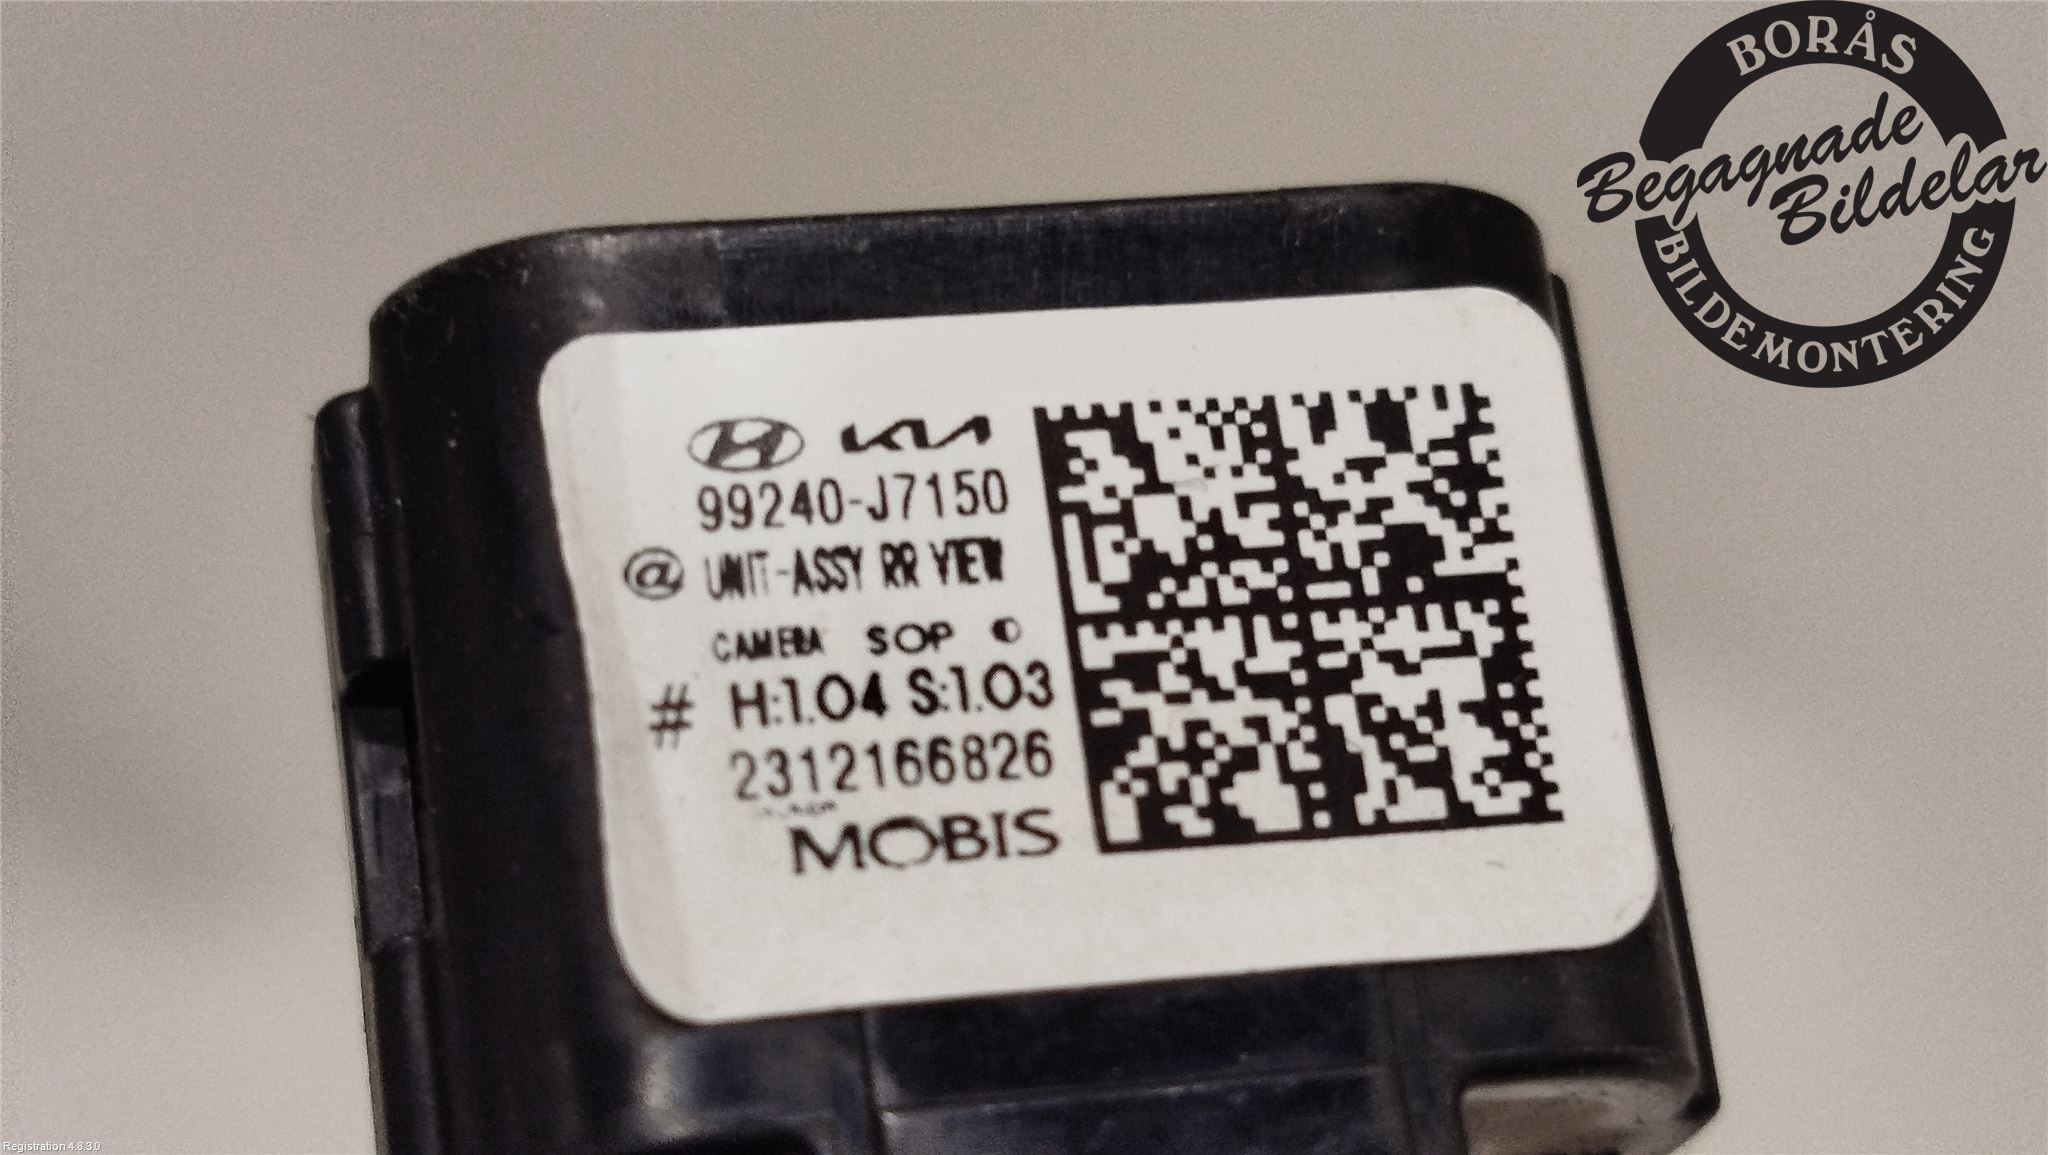 BORÅS
Begagnade
Bildelar
BILDEMONTERING
KIA
99240-J7150
@ UNIT-ASSY RR VIEW
CAMERA SOP
# H:1.04 S:1.03
2312166826
MOBIS
Registration 4.8.3.0